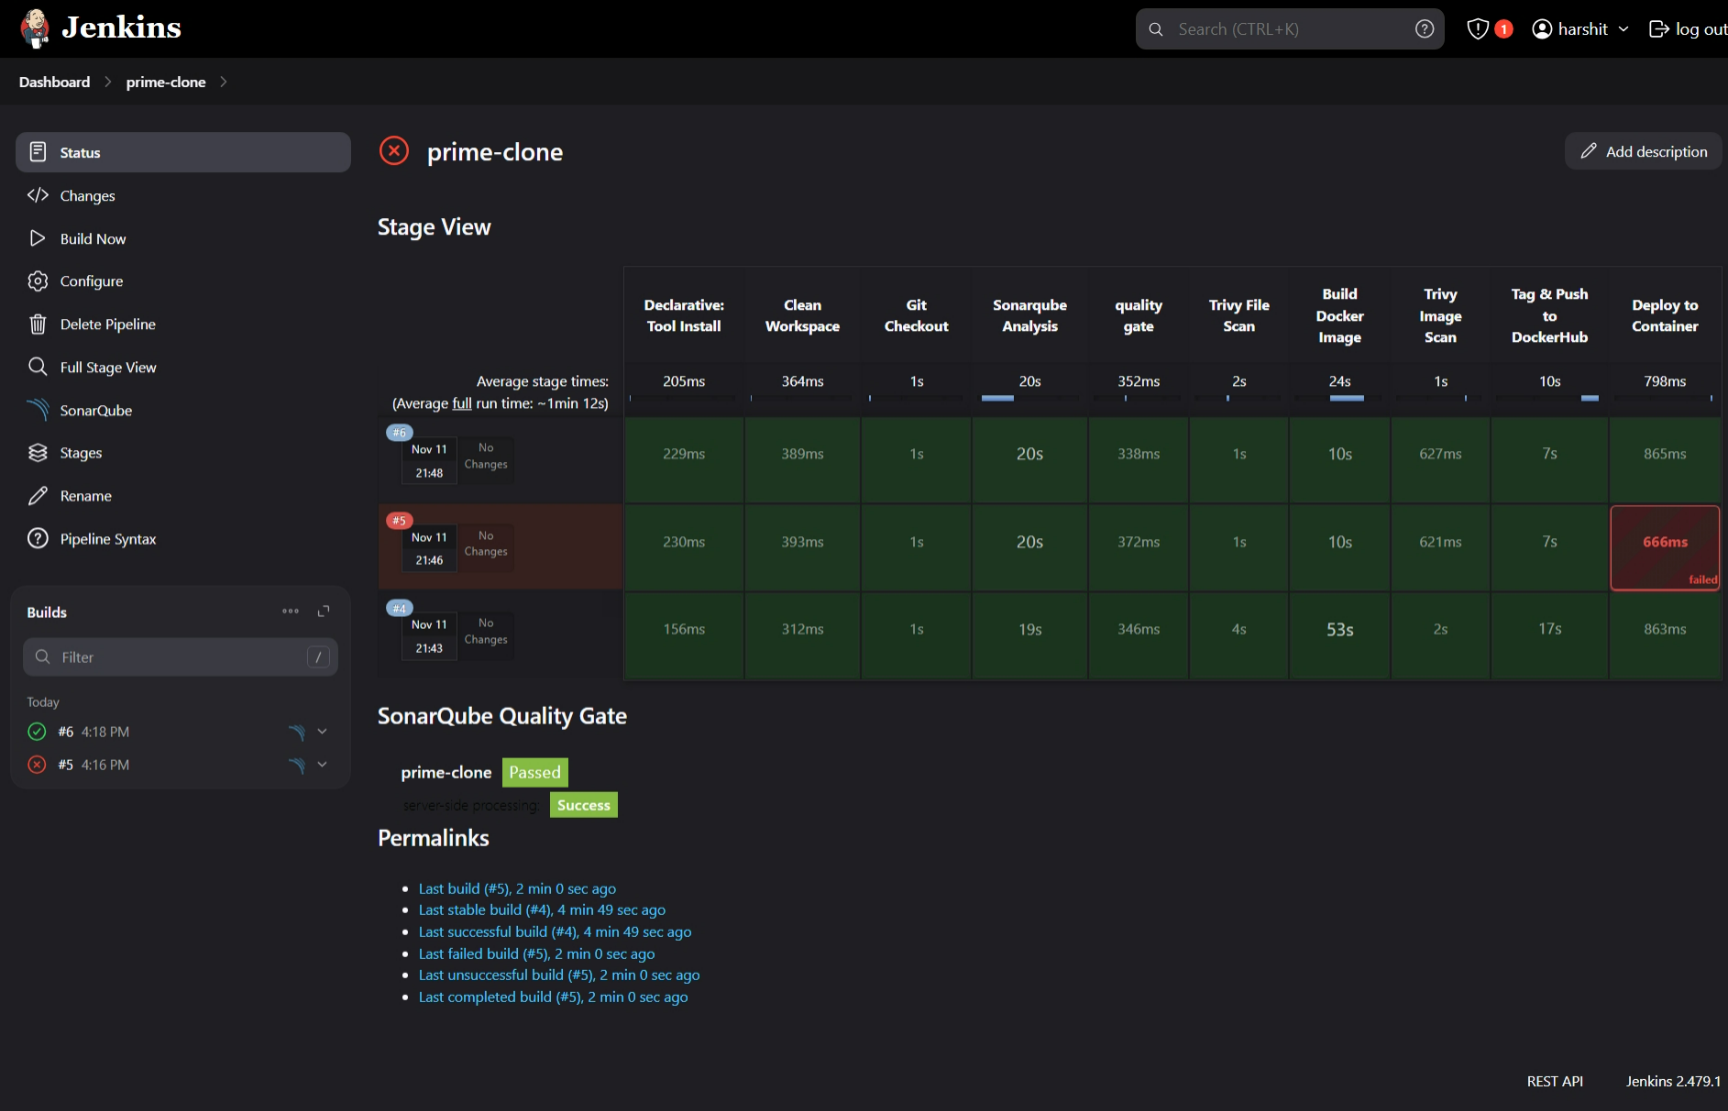 Jenkins
Search (CTRL+K)
1
harshit
log out
Dashboard
prime-clone
Status
Changes
Build Now
Configure
Delete Pipeline
Full Stage View
SonarQube
Stages
Rename
Pipeline Syntax
Builds
Filter
/
Today
#6 4:18 PM
#5 4:16 PM
prime-clone
Add description
Stage View
Declarative: Tool Install
Clean Workspace
Git Checkout
Sonarqube Analysis
quality gate
Trivy File Scan
Build Docker Image
Trivy Image Scan
Tag & Push to DockerHub
Deploy to Container
Average stage times:
(Average full run time: ~1min 12s)
205ms 364ms 1s 20s 352ms 2s 24s 1s 10s 798ms
#6
Nov 11
21:48
No Changes
229ms 389ms 1s 20s 338ms 1s 10s 627ms 7s 865ms
#5
Nov 11
21:46
No Changes
230ms 393ms 1s 20s 372ms 1s 10s 621ms 7s 666ms
failed
#4
Nov 11
21:43
No Changes
156ms 312ms 1s 19s 346ms 4s 53s 2s 17s 863ms
SonarQube Quality Gate
prime-clone Passed
server-side processing: Success
Permalinks
Last build (#5), 2 min 0 sec ago
Last stable build (#4), 4 min 49 sec ago
Last successful build (#4), 4 min 49 sec ago
Last failed build (#5), 2 min 0 sec ago
Last unsuccessful build (#5), 2 min 0 sec ago
Last completed build (#5), 2 min 0 sec ago
REST API
Jenkins 2.479.1